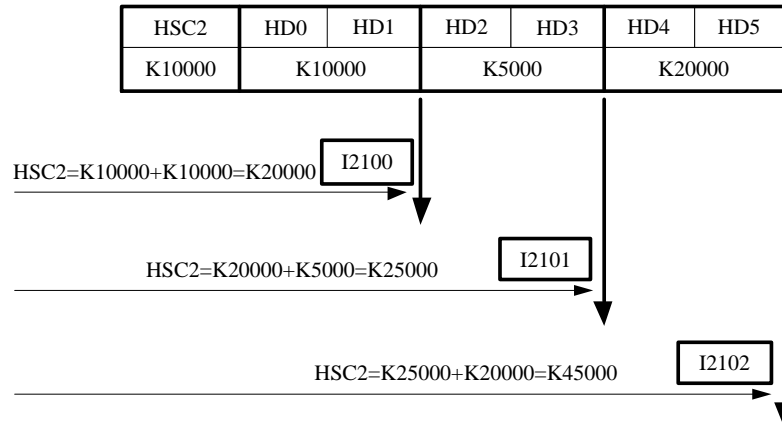 HSC2 HD0 HD1 HD2 HD3 HD4 HD5
K10000 K10000 K5000 K20000
I2100
HSC2=K10000+K10000=K20000
I2101
HSC2=K20000+K5000=K25000
I2102
HSC2=K25000+K20000=K45000